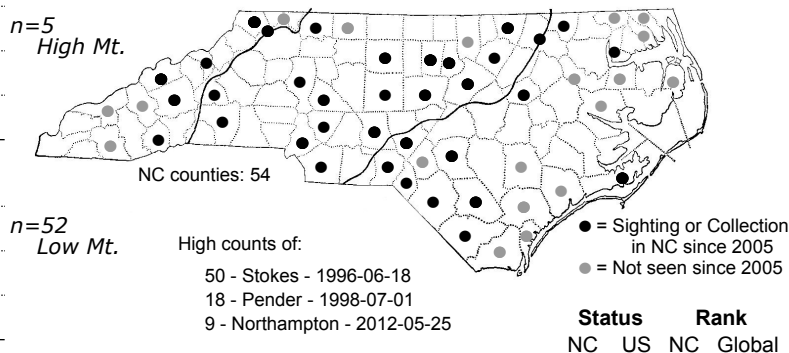 n=5
High Mt.
NC counties: 54
n=52
Low Mt.
High counts of:
50 - Stokes - 1996-06-18
18 - Pender - 1998-07-01
9 - Northampton - 2012-05-25
● = Sighting or Collection
in NC since 2005
● = Not seen since 2005
Status Rank
NC US NC Global